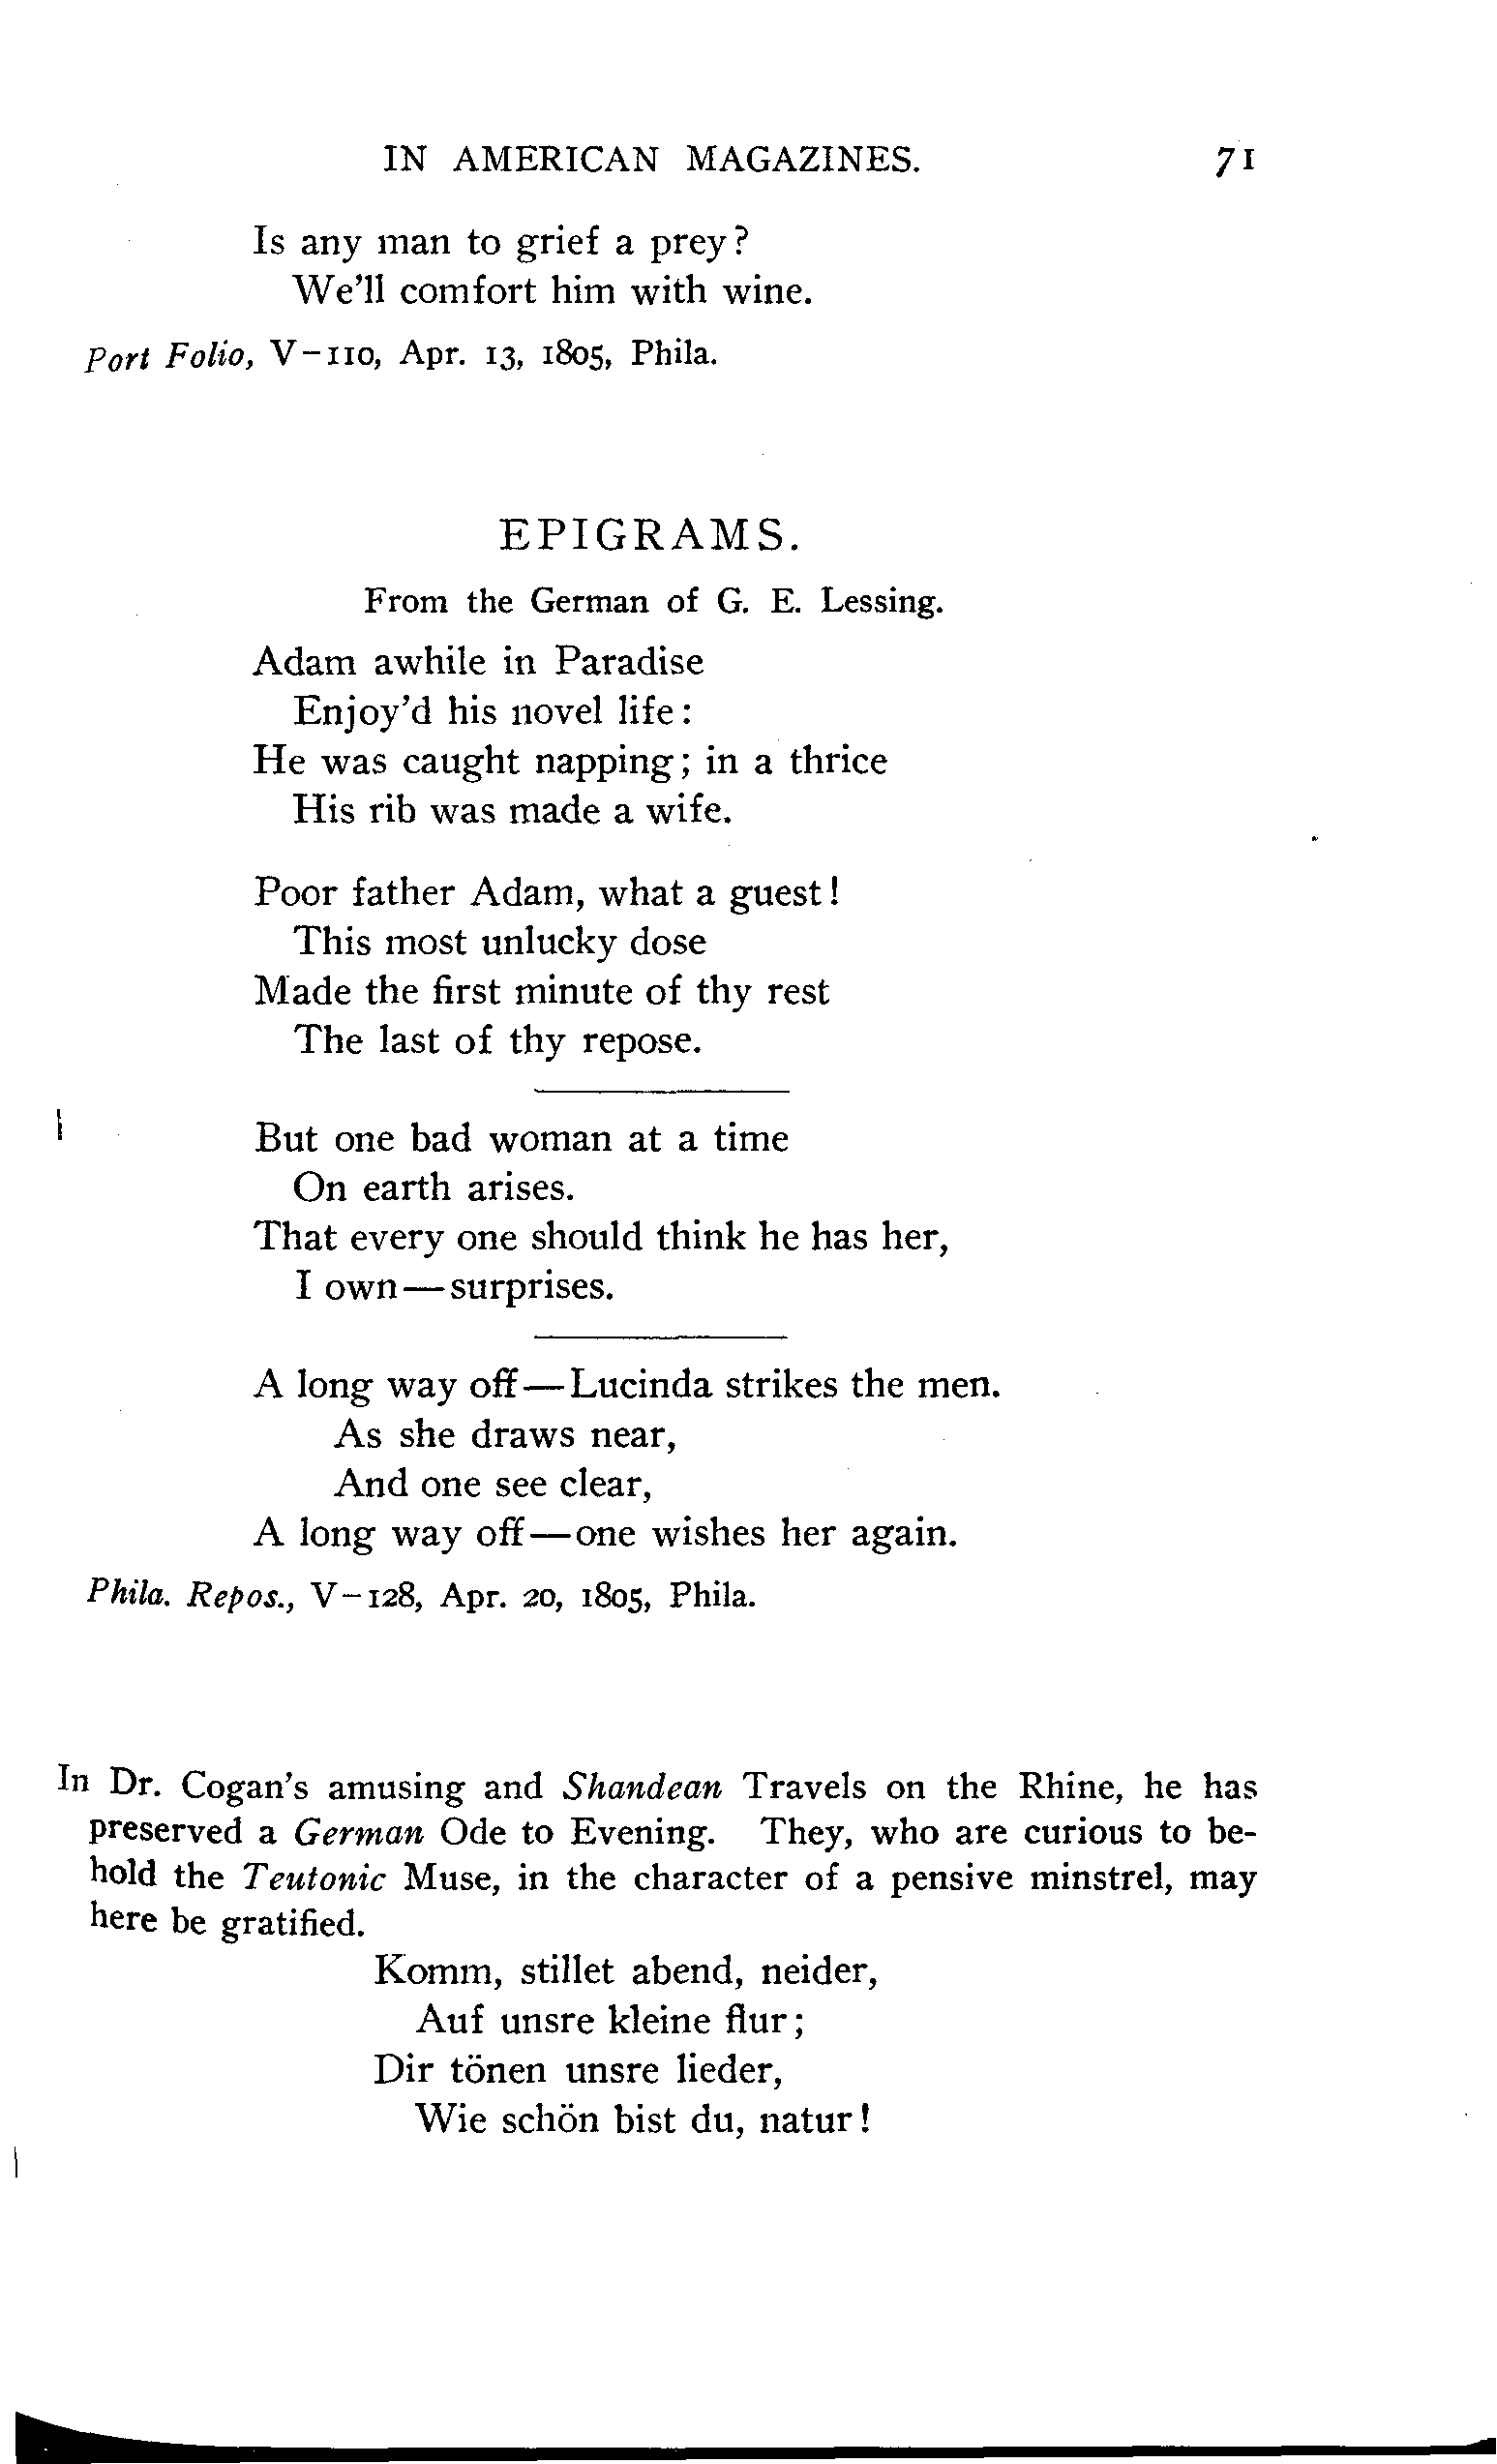 IN AMERICAN MAGAZINES. 71
Is any man to grief a prey?
We'll comfort him with wine.
Port Folio, V-110, Apr. 13, 1805, Phila.
EPIGRAMS.
From the German of G. E. Lessing.
Adam awhile in Paradise
Enjoy'd his novel life:
He was caught napping; in a thrice
His rib was made a wife.
Poor father Adam, what a guest!
This most unlucky dose
Made the first minute of thy rest
The last of thy repose.
But one bad woman at a time
On earth arises.
That every one should think he has her,
I own—surprises.
A long way off—Lucinda strikes the men.
As she draws near,
And one see clear,
A long way off—one wishes her again.
Phila. Repos., V-128, Apr. 20, 1805, Phila.
In Dr. Cogan's amusing and Shandean Travels on the Rhine, he has
preserved a German Ode to Evening. They, who are curious to be-
hold the Teutonic Muse, in the character of a pensive minstrel, may
here be gratified.
Komm, stillet abend, neider,
Auf unsre kleine flur;
Dir tönen unsre lieder,
Wie schön bist du, natur!